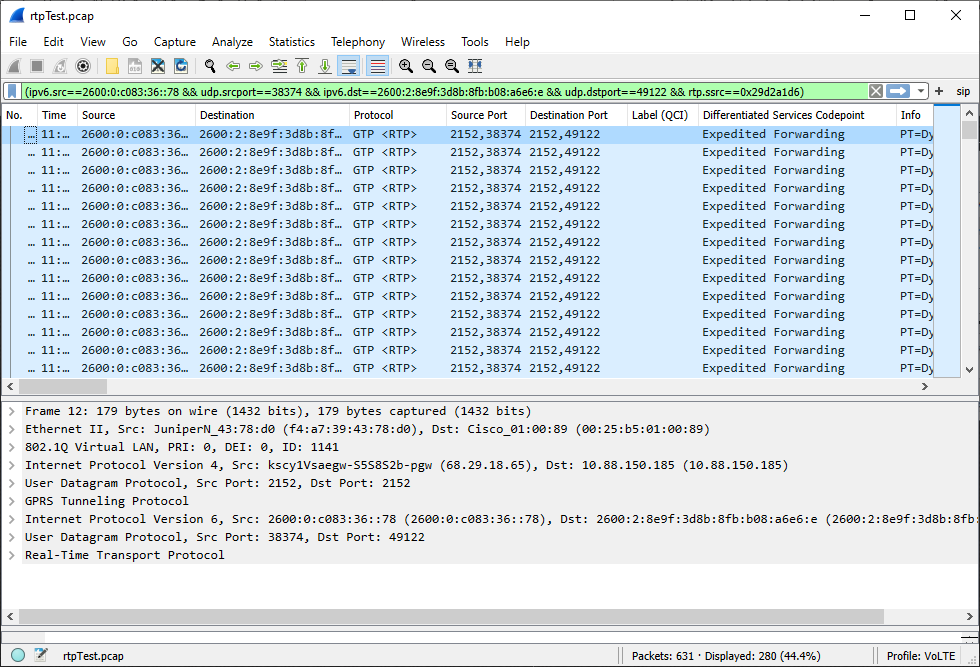 rtpTest.pcap
File Edit View Go Capture Analyze Statistics Telephony Wireless Tools Help
(ipv6.src==2600:0:c083:36::78 && udp.srcport==38374 && ipv6.dst==2600:2:8e9f:3d8b:8fb:b08:a6e6:e && udp.dstport==49122 && rtp.ssrc==0x29d2a1d6) + sip
No. Time Source Destination Protocol Source Port Destination Port Label (QCI) Differentiated Services Codepoint Info
… 11:… 2600:0:c083:36… 2600:2:8e9f:3d8b:8f… GTP <RTP> 2152,38374 2152,49122 Expedited Forwarding PT=Dy
… 11:… 2600:0:c083:36… 2600:2:8e9f:3d8b:8f… GTP <RTP> 2152,38374 2152,49122 Expedited Forwarding PT=Dy
… 11:… 2600:0:c083:36… 2600:2:8e9f:3d8b:8f… GTP <RTP> 2152,38374 2152,49122 Expedited Forwarding PT=Dy
… 11:… 2600:0:c083:36… 2600:2:8e9f:3d8b:8f… GTP <RTP> 2152,38374 2152,49122 Expedited Forwarding PT=Dy
… 11:… 2600:0:c083:36… 2600:2:8e9f:3d8b:8f… GTP <RTP> 2152,38374 2152,49122 Expedited Forwarding PT=Dy
… 11:… 2600:0:c083:36… 2600:2:8e9f:3d8b:8f… GTP <RTP> 2152,38374 2152,49122 Expedited Forwarding PT=Dy
… 11:… 2600:0:c083:36… 2600:2:8e9f:3d8b:8f… GTP <RTP> 2152,38374 2152,49122 Expedited Forwarding PT=Dy
… 11:… 2600:0:c083:36… 2600:2:8e9f:3d8b:8f… GTP <RTP> 2152,38374 2152,49122 Expedited Forwarding PT=Dy
… 11:… 2600:0:c083:36… 2600:2:8e9f:3d8b:8f… GTP <RTP> 2152,38374 2152,49122 Expedited Forwarding PT=Dy
… 11:… 2600:0:c083:36… 2600:2:8e9f:3d8b:8f… GTP <RTP> 2152,38374 2152,49122 Expedited Forwarding PT=Dy
… 11:… 2600:0:c083:36… 2600:2:8e9f:3d8b:8f… GTP <RTP> 2152,38374 2152,49122 Expedited Forwarding PT=Dy
… 11:… 2600:0:c083:36… 2600:2:8e9f:3d8b:8f… GTP <RTP> 2152,38374 2152,49122 Expedited Forwarding PT=Dy
… 11:… 2600:0:c083:36… 2600:2:8e9f:3d8b:8f… GTP <RTP> 2152,38374 2152,49122 Expedited Forwarding PT=Dy
… 11:… 2600:0:c083:36… 2600:2:8e9f:3d8b:8f… GTP <RTP> 2152,38374 2152,49122 Expedited Forwarding PT=Dy
Frame 12: 179 bytes on wire (1432 bits), 179 bytes captured (1432 bits)
Ethernet II, Src: JuniperN_43:78:d0 (f4:a7:39:43:78:d0), Dst: Cisco_01:00:89 (00:25:b5:01:00:89)
802.1Q Virtual LAN, PRI: 0, DEI: 0, ID: 1141
Internet Protocol Version 4, Src: kscy1Vsaegw-S5S8S2b-pgw (68.29.18.65), Dst: 10.88.150.185 (10.88.150.185)
User Datagram Protocol, Src Port: 2152, Dst Port: 2152
GPRS Tunneling Protocol
Internet Protocol Version 6, Src: 2600:0:c083:36::78 (2600:0:c083:36::78), Dst: 2600:2:8e9f:3d8b:8fb:b08:a6e6:e (2600:2:8e9f:3d8b:8fb:
User Datagram Protocol, Src Port: 38374, Dst Port: 49122
Real-Time Transport Protocol
rtpTest.pcap Packets: 631 · Displayed: 280 (44.4%) Profile: VoLTE